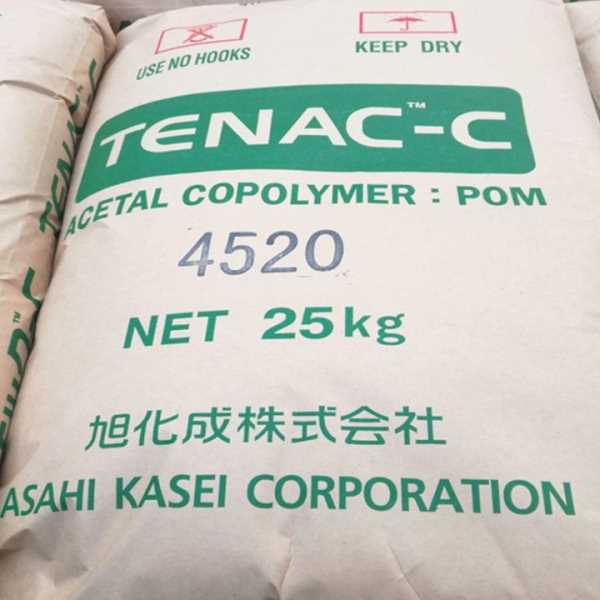 USE NO HOOKS
KEEP DRY
TENAC™-C
ACETAL COPOLYMER : POM
4520
NET 25kg
旭化成株式会社
ASAHI KASEI CORPORATION
TENAC-C